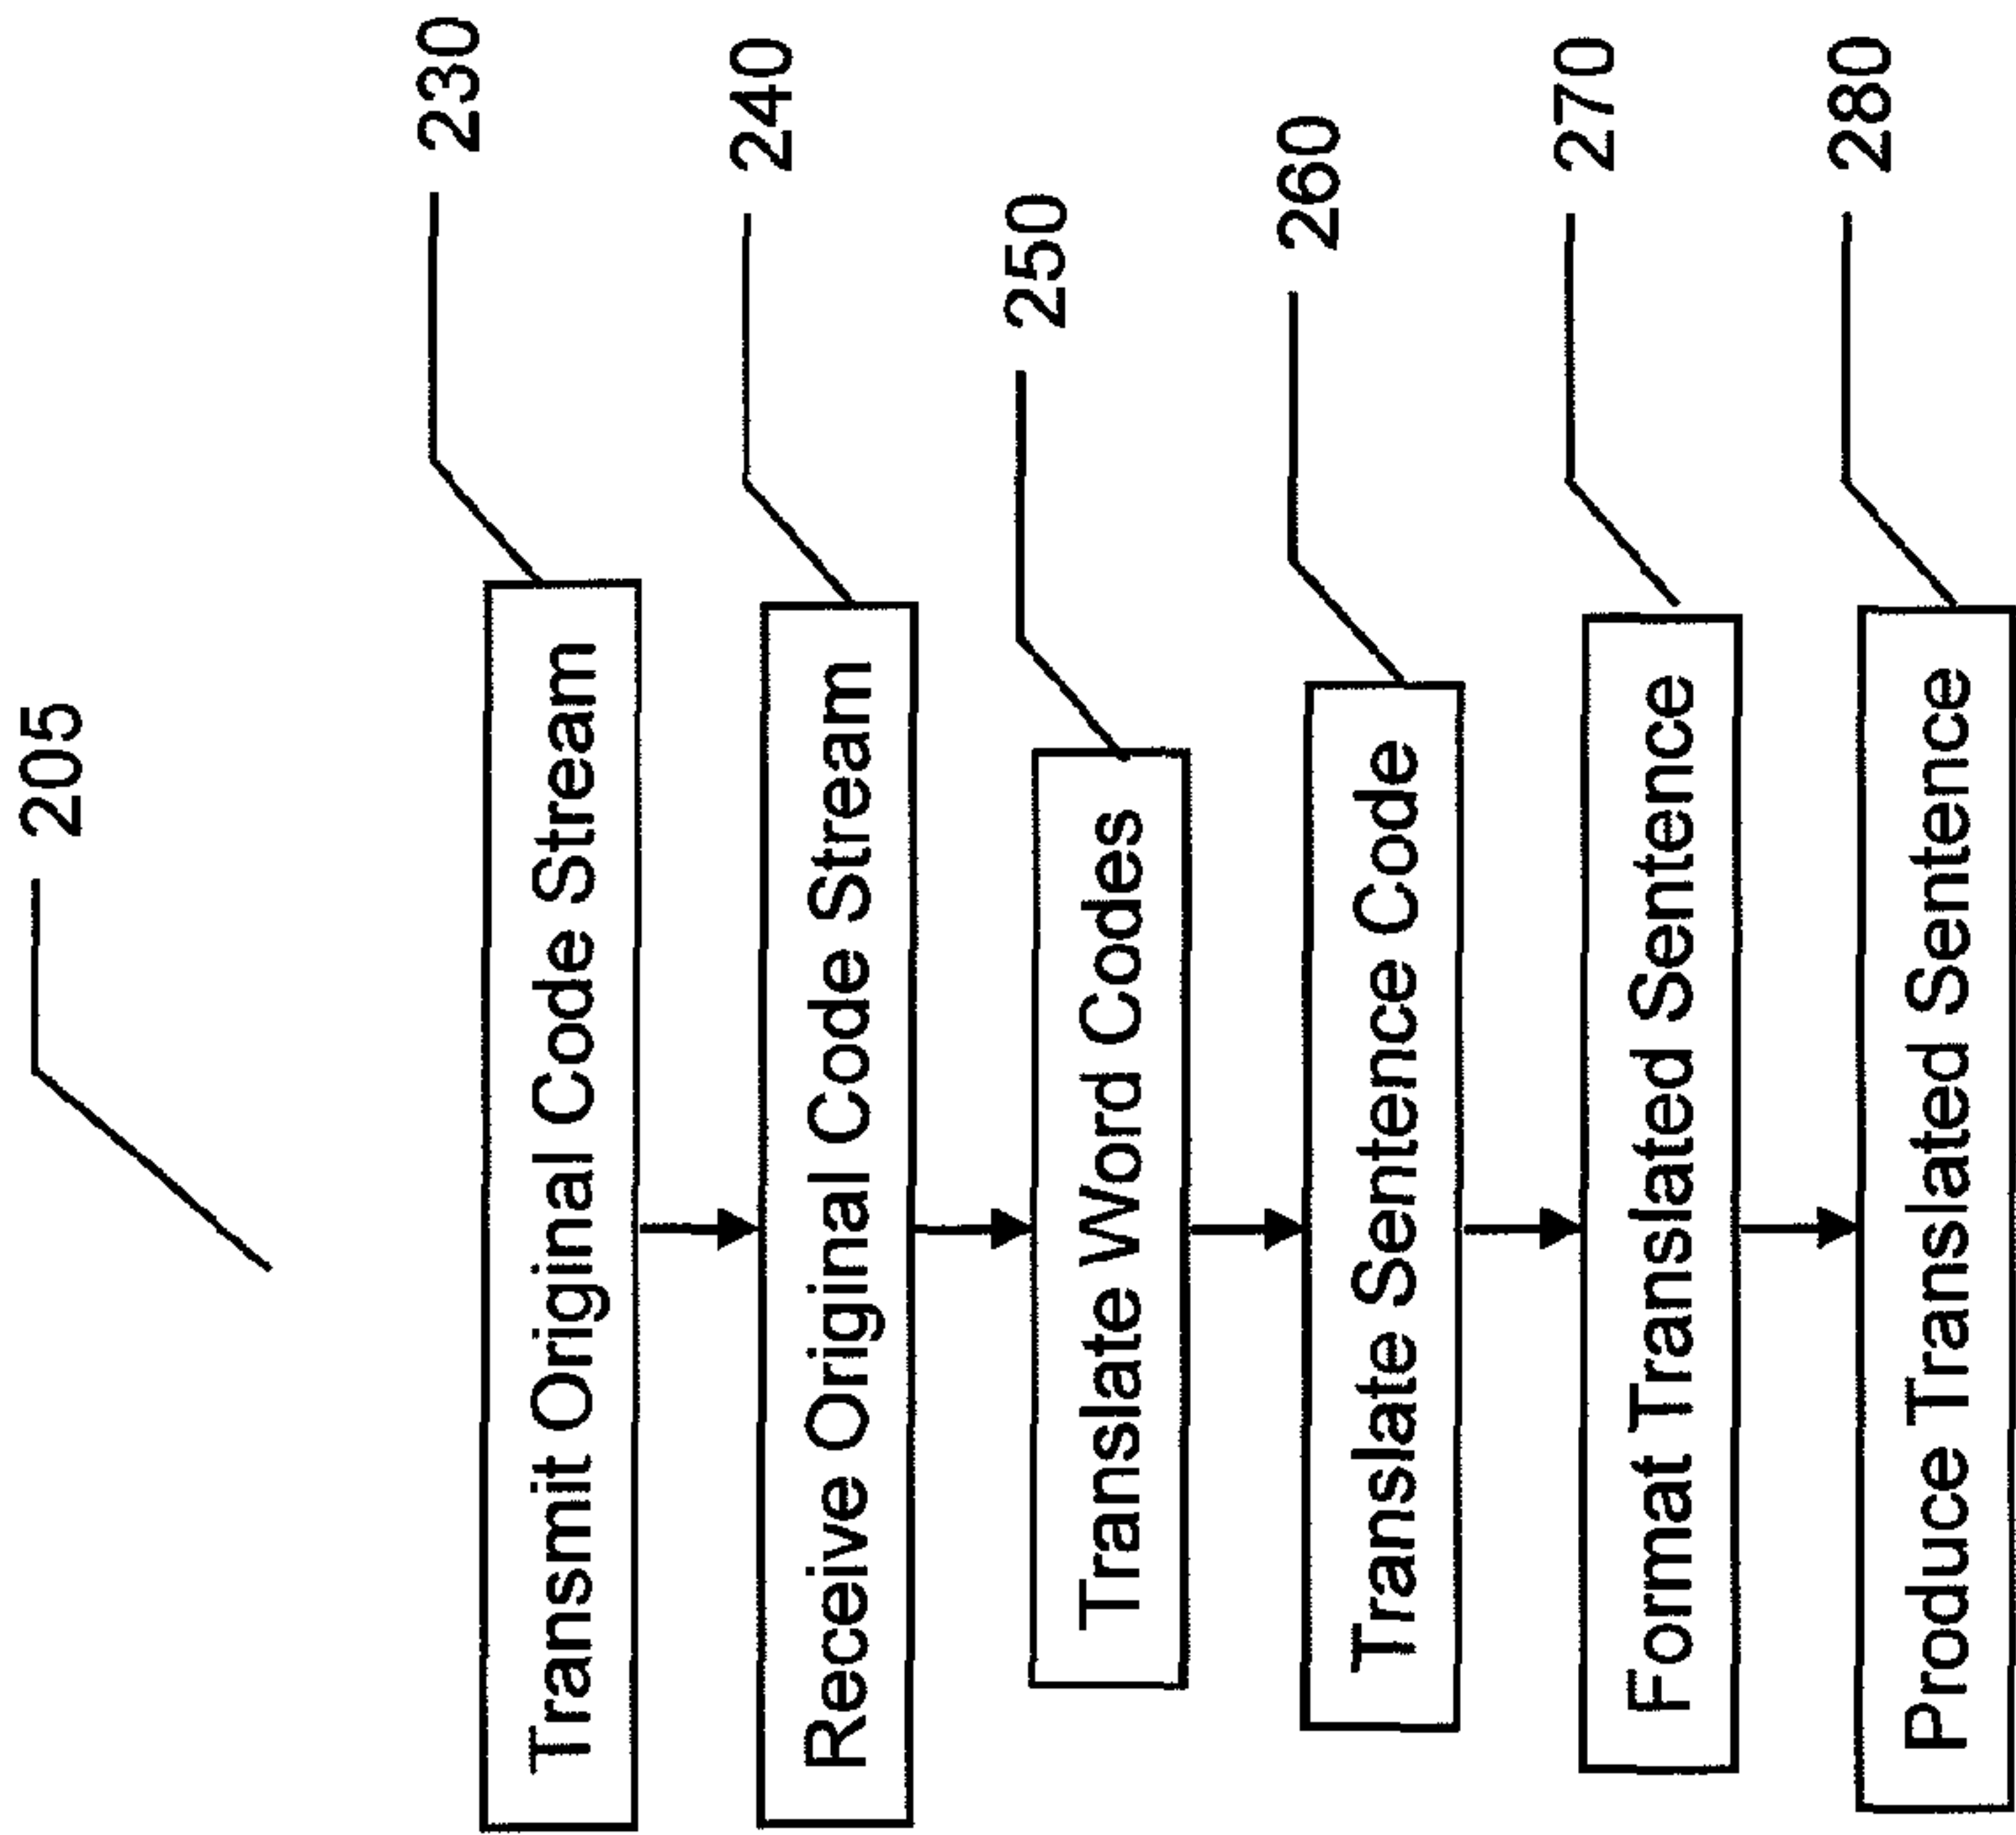 205
Transmit Original Code Stream
230
Receive Original Code Stream
240
Translate Word Codes
250
Translate Sentence Code
260
Format Translated Sentence
270
Produce Translated Sentence
280